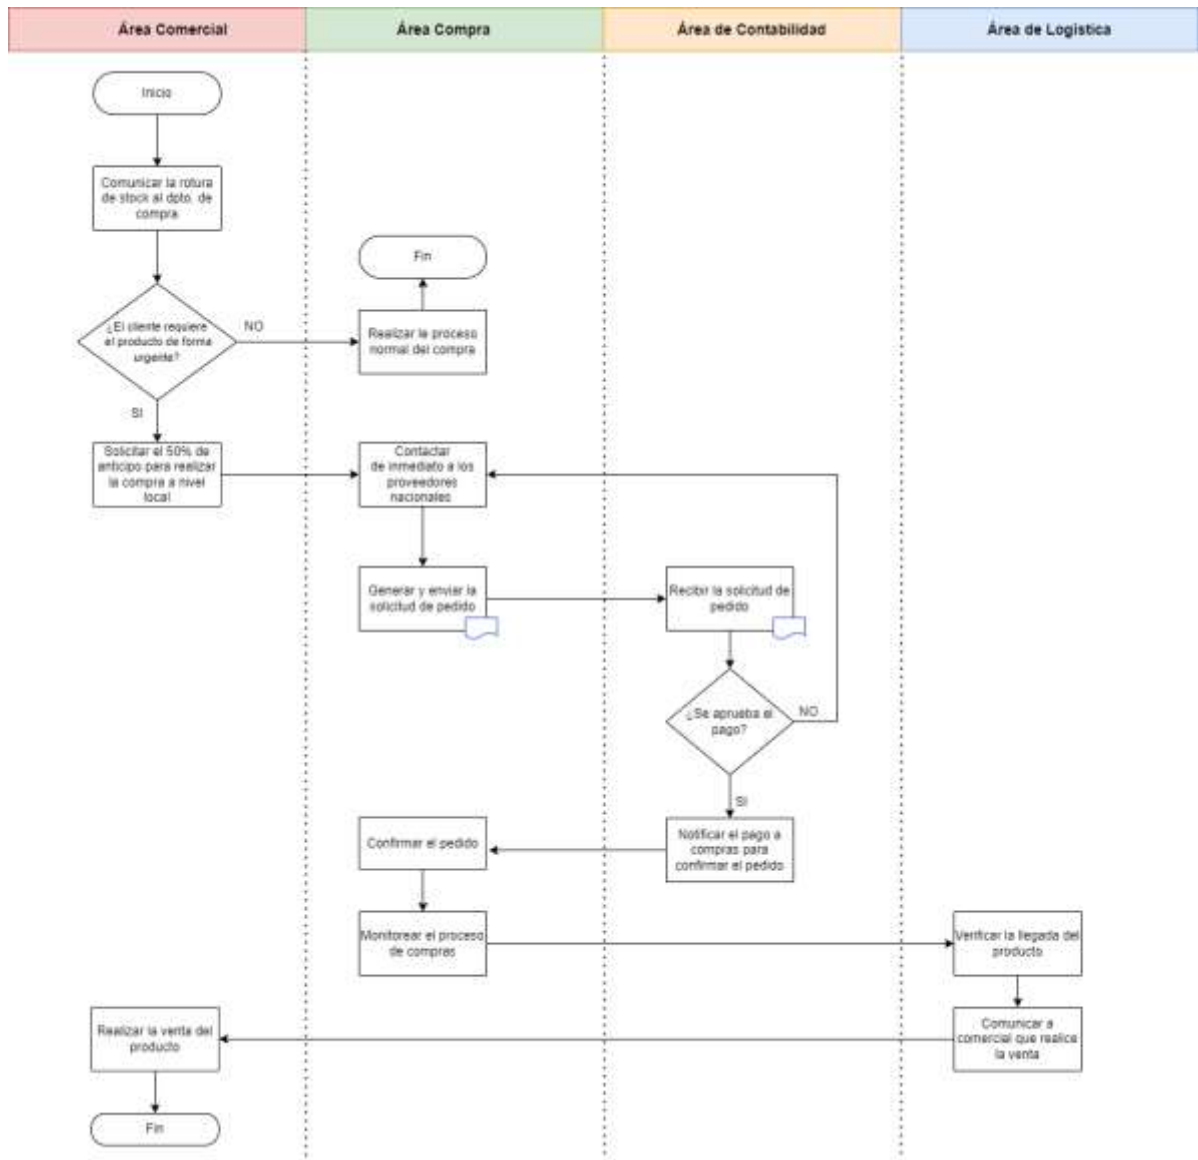 Área Comercial
Área Compra
Área de Contabilidad
Área de Logística
Inicio
Comunicar la rotura
de stock al dpto. de
compra
Fin
¿El cliente requiere
el producto de forma
urgente?
NO
Realizar le proceso
normal del compra
SI
Solicitar el 50% de
anticipo para realizar
la compra a nivel
local
Contactar
de inmediato a los
proveedores
nacionales
Generar y enviar la
solicitud de pedido
Recibir la solicitud de
pedido
¿Se aprueba el
pago?
NO
SI
Confirmar el pedido
Notificar el pago a
compras para
confirmar el pedido
Monitorear el proceso
de compras
Verificar la llegada del
producto
Realizar la venta del
producto
Comunicar a
comercial que realice
la venta
Fin